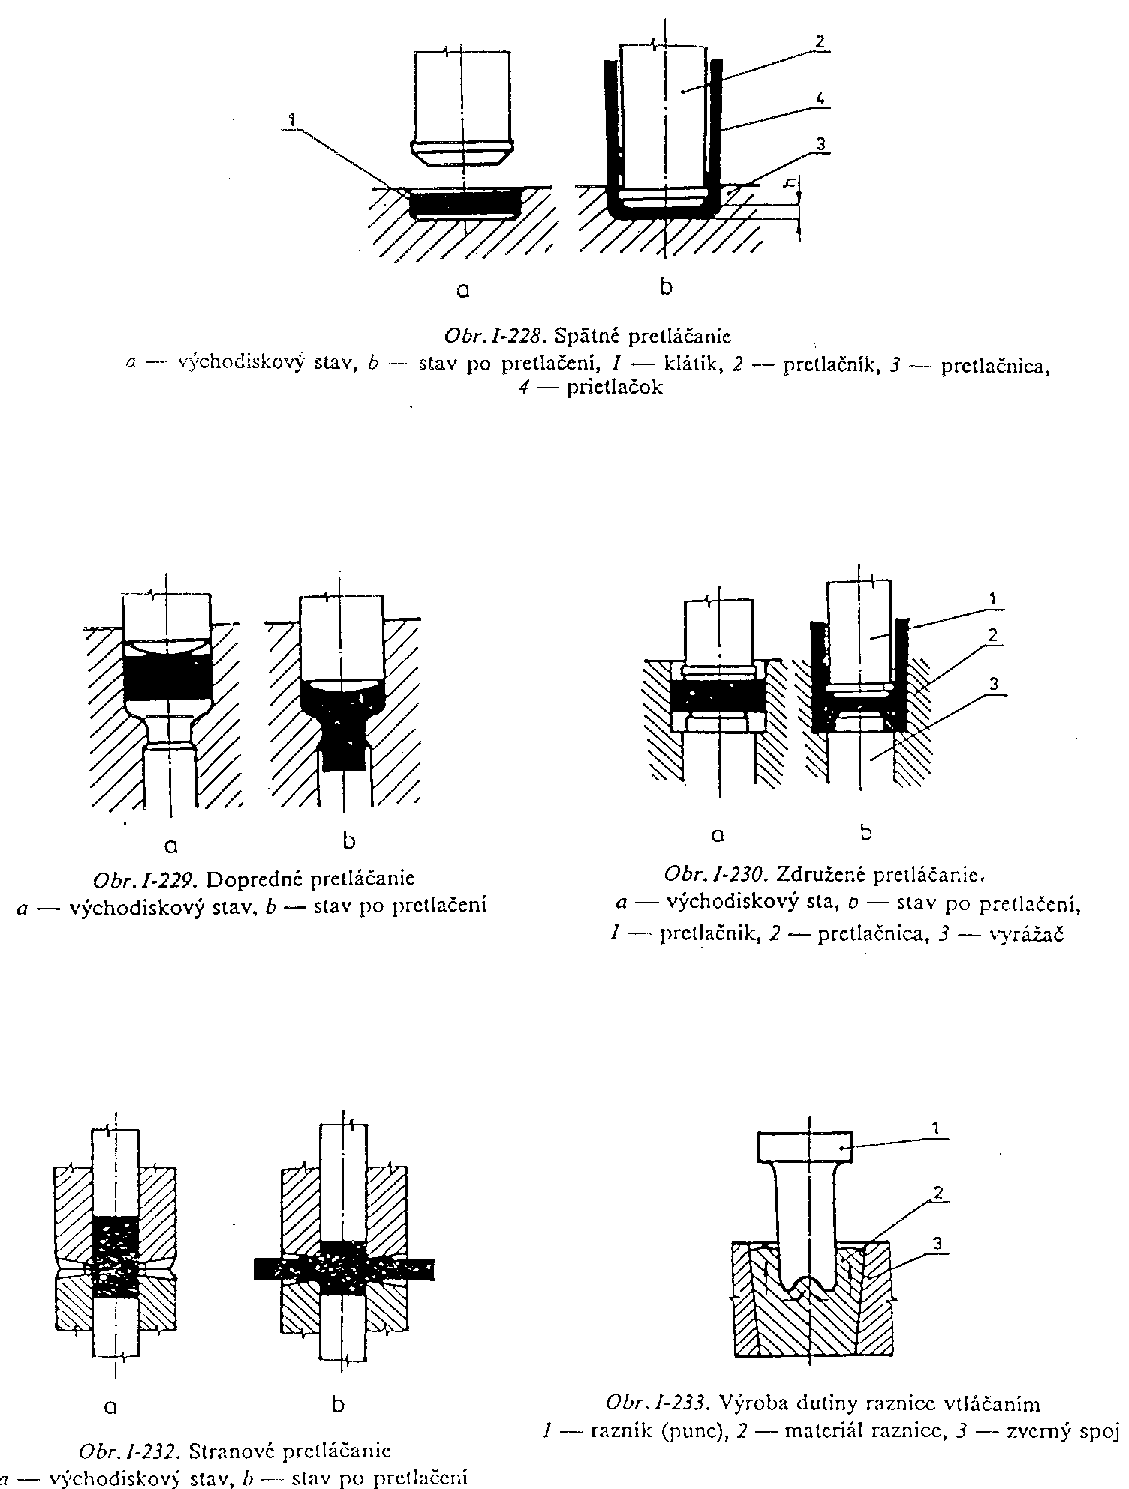 1
2
4
3
h
a
b
Obr. I-228. Spätné pretláčanie
a — východiskový stav, b — stav po pretlačení, 1 — klátik, 2 — pretlačník, 3 — pretlačnica,
4 — prietlačok
a
b
Obr. I-229. Dopredné pretláčanie
a — východiskový stav, b — stav po pretlačení
1
2
3
a
b
Obr. I-230. Združené pretláčanie.
a — východiskový sta, b — stav po pretlačení,
1 — pretlačník, 2 — pretlačnica, 3 — vyrážač
a
b
Obr. I-232. Stranové pretláčanie
a — východiskový stav, b — stav po pretlačení
1
2
3
Obr. I-233. Výroba dutiny raznice vtláčaním
1 — razník (punc), 2 — materiál raznice, 3 — zverný spoj